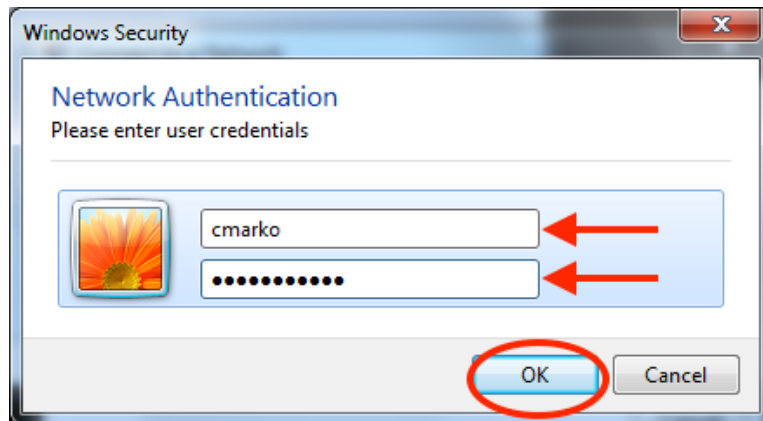 Windows Security
Network Authentication
Please enter user credentials
cmarko
●●●●●●●●●●●
OK Cancel